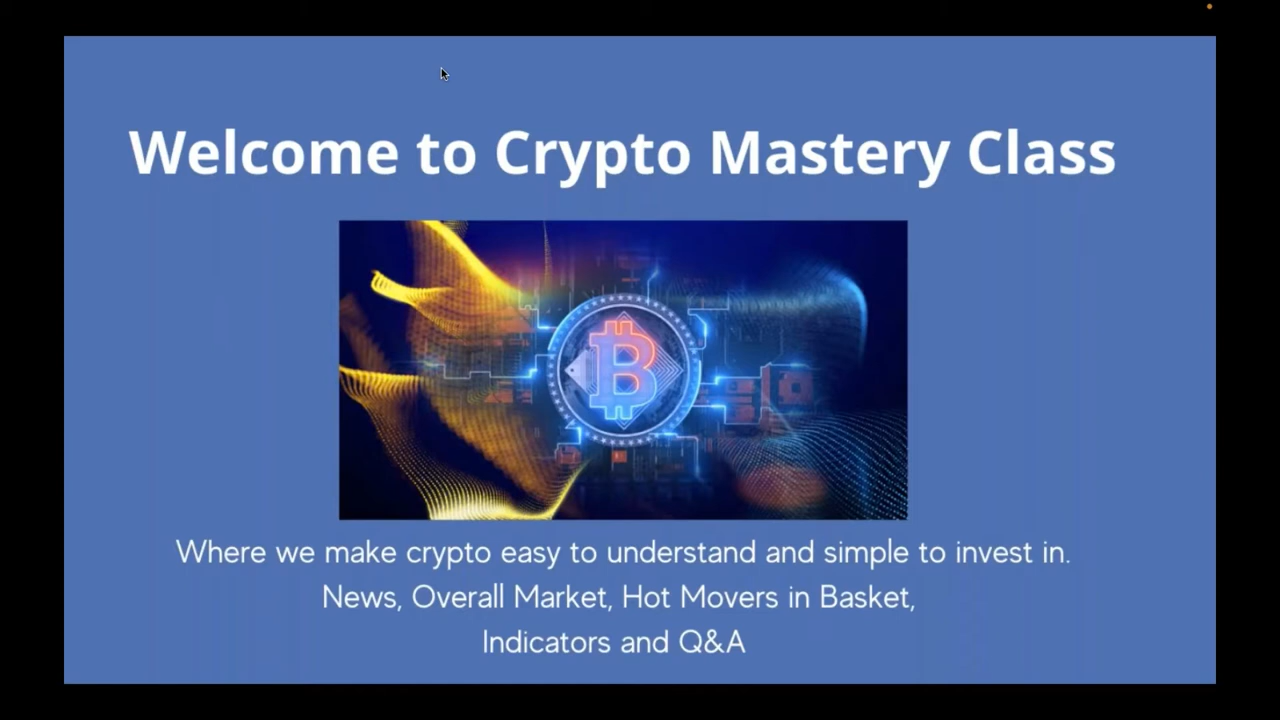 Welcome to Crypto Mastery Class
Where we make crypto easy to understand and simple to invest in.
News, Overall Market, Hot Movers in Basket,
Indicators and Q&A